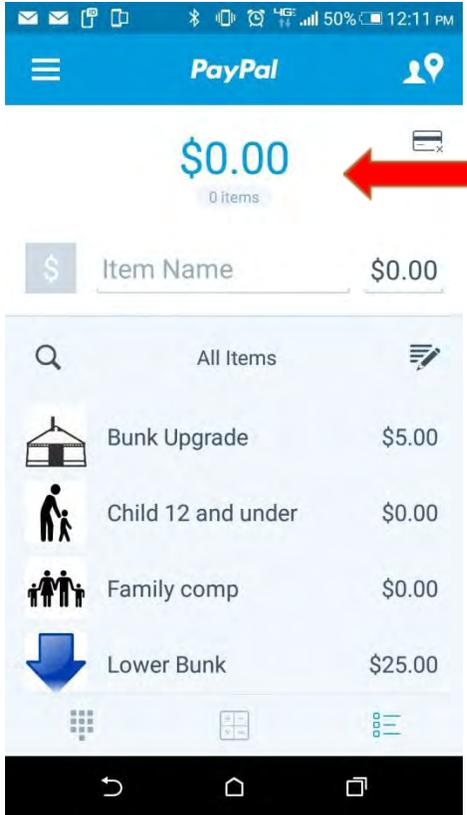 4G 50% 12:11 PM
PayPal
$0.00
0 items
$ Item Name $0.00
All Items
Bunk Upgrade $5.00
Child 12 and under $0.00
Family comp $0.00
Lower Bunk $25.00